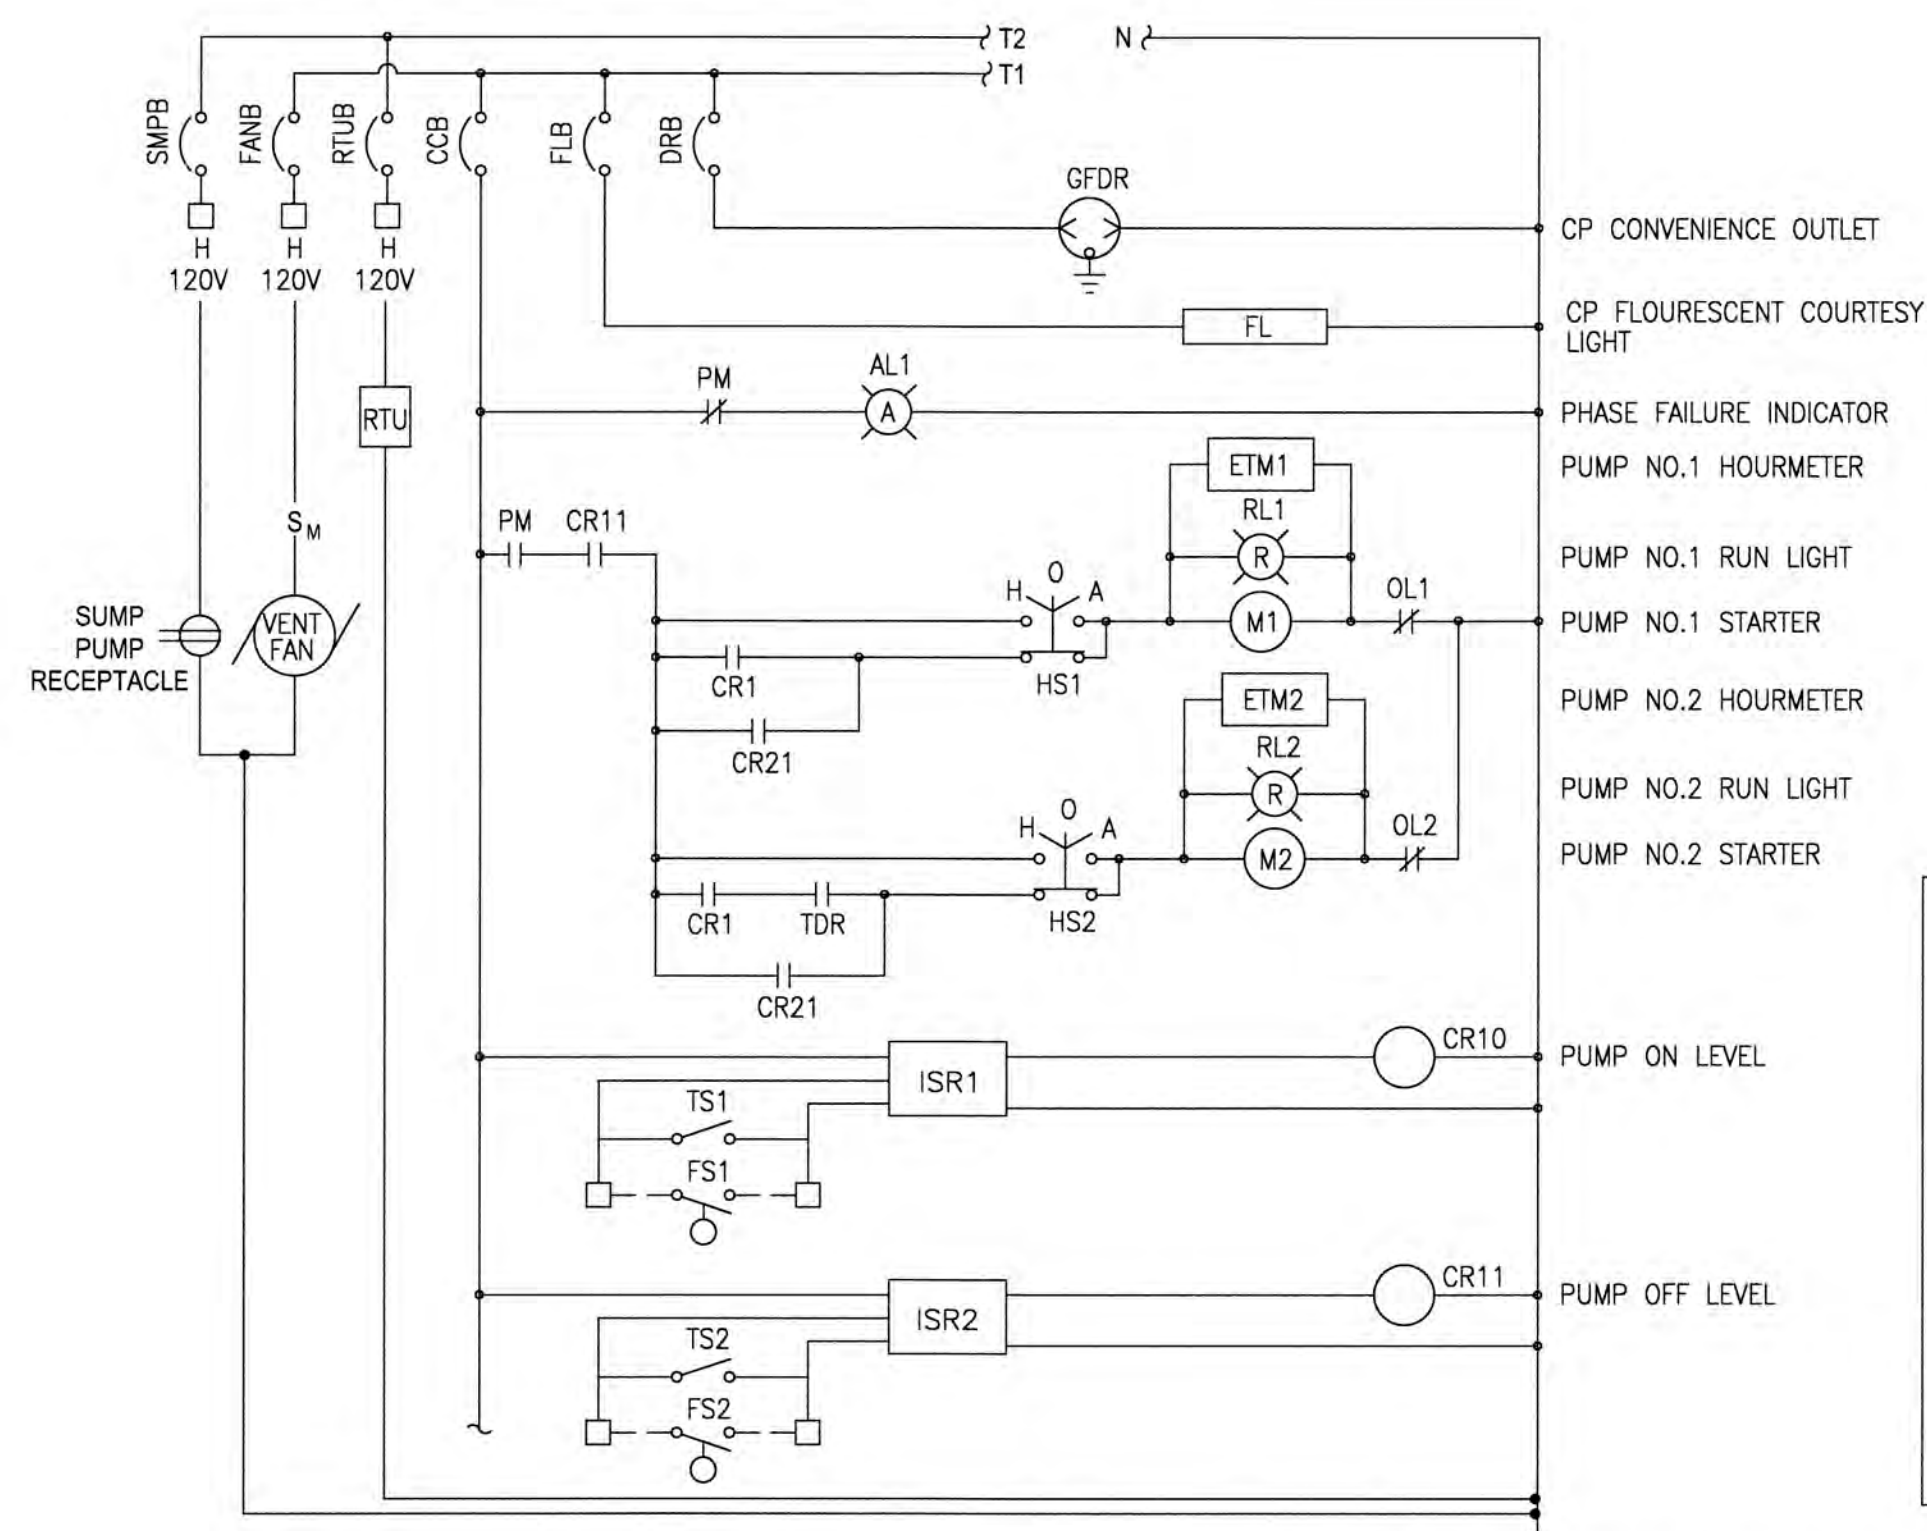 T2
N
T1
SMPB
FANB
RTUB
CCB
FLB
DRB
H
120V
H
120V
H
120V
GFDR
CP CONVENIENCE OUTLET
FL
CP FLOURESCENT COURTESY
LIGHT
RTU
PM
AL1
A
PHASE FAILURE INDICATOR
ETM1
PUMP NO.1 HOURMETER
SM
PM
CR11
RL1
R
PUMP NO.1 RUN LIGHT
SUMP
PUMP
RECEPTACLE
VENT
FAN
H
O
A
M1
OL1
PUMP NO.1 STARTER
CR1
HS1
CR21
ETM2
PUMP NO.2 HOURMETER
RL2
R
PUMP NO.2 RUN LIGHT
H
O
A
M2
OL2
PUMP NO.2 STARTER
CR1
TDR
HS2
CR21
ISR1
CR10
PUMP ON LEVEL
TS1
FS1
ISR2
CR11
PUMP OFF LEVEL
TS2
FS2